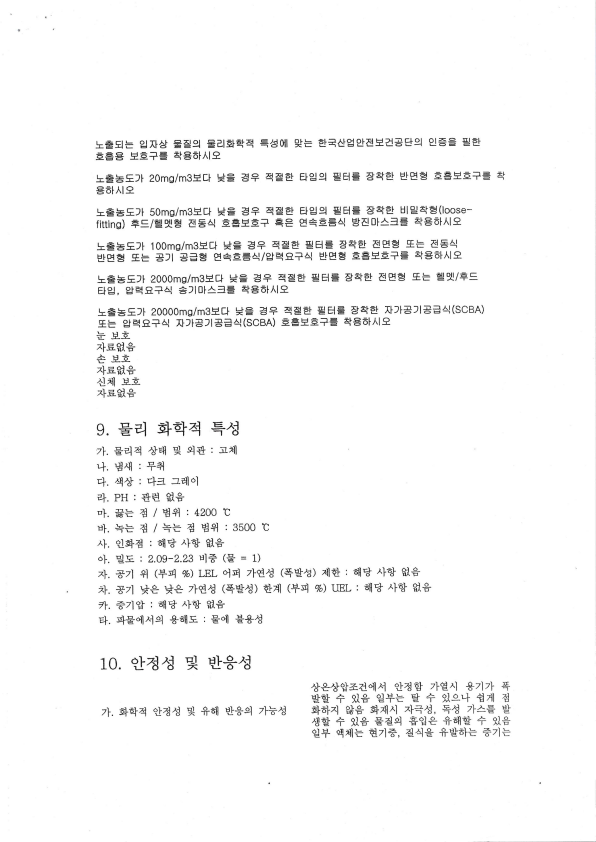 노출되는 입자상 물질의 물리화학적 특성에 맞는 한국산업안전보건공단의 인증을 필한
호흡용 보호구를 착용하시오
노출농도가 20mg/m3보다 낮을 경우 적절한 타입의 필터를 장착한 반면형 호흡보호구를 착
용하시오
노출농도가 50mg/m3보다 낮을 경우 적절한 타입의 필터를 장착한 비밀착형(loose-
fitting) 후드/헬멧형 전동식 호흡보호구 혹은 연속흐름식 방진마스크를 착용하시오
노출농도가 100mg/m3보다 낮을 경우 적절한 필터를 장착한 전면형 또는 전동식
반면형 또는 공기 공급형 연속흐름식/압력요구식 반면형 호흡보호구를 착용하시오
노출농도가 2000mg/m3보다 낮을 경우 적절한 필터를 장착한 전면형 또는 헬멧/후드
타입, 압력요구식 송기마스크를 착용하시오
노출농도가 20000mg/m3보다 낮을 경우 적절한 필터를 장착한 자가공기공급식(SCBA)
또는 압력요구식 자가공기공급식(SCBA) 호흡보호구를 착용하시오
눈 보호
자료없음
손 보호
자료없음
신체 보호
자료없음
9. 물리 화학적 특성
가. 물리적 상태 및 외관 : 고체
나. 냄새 : 무취
다. 색상 : 다크 그레이
라. PH : 관련 없음
마. 끓는 점 / 범위 : 4200 ℃
바. 녹는 점 / 녹는 점 범위 : 3500 ℃
사. 인화점 : 해당 사항 없음
아. 밀도 : 2.09-2.23 비중 (물 = 1)
자. 공기 위 (부피 %) LEL 어퍼 가연성 (폭발성) 제한 : 해당 사항 없음
차. 공기 낮은 낮은 가연성 (폭발성) 한계 (부피 %) UEL : 해당 사항 없음
카. 증기압 : 해당 사항 없음
타. 파물에서의 용해도 : 물에 불용성
10. 안정성 및 반응성
가. 화학적 안정성 및 유해 반응의 가능성
상온상압조건에서 안정함 가열시 용기가 폭
발할 수 있음 일부는 탈 수 있으나 쉽게 점
화하지 않음 화재시 자극성, 독성 가스를 발
생할 수 있음 물질의 흡입은 유해할 수 있음
일부 액체는 현기증, 질식을 유발하는 증기는